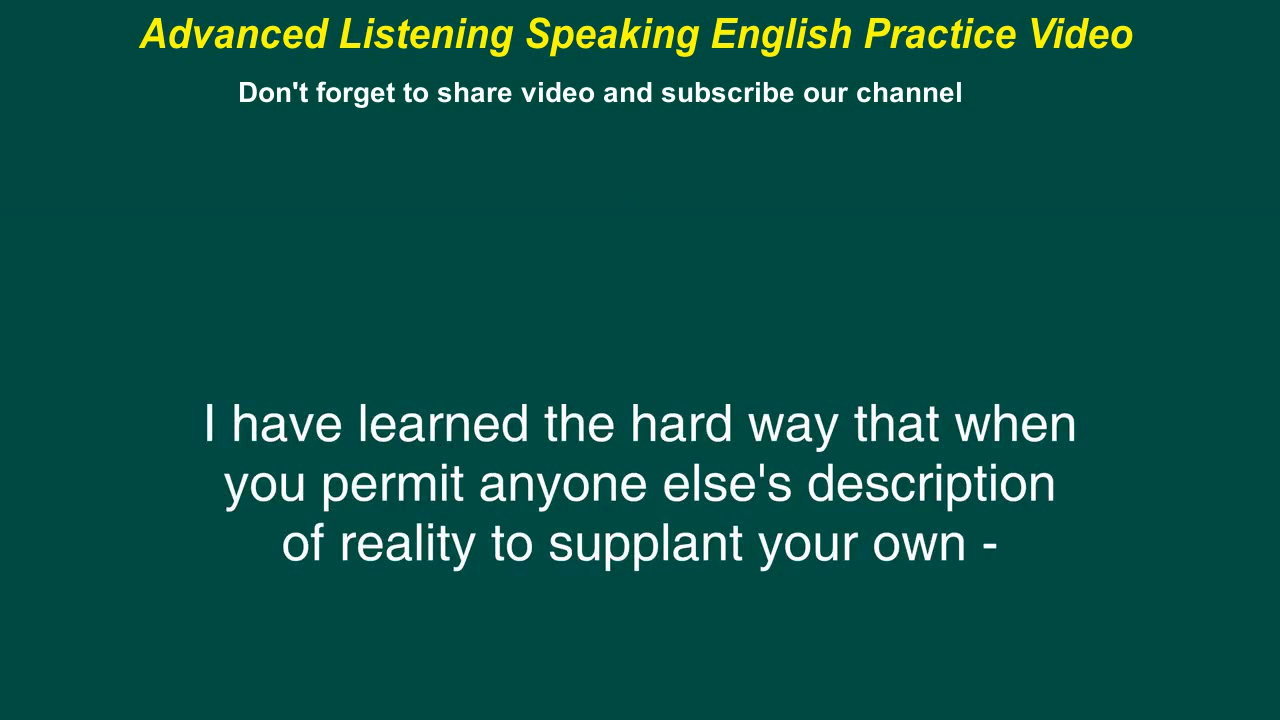 Advanced Listening Speaking English Practice Video
Don't forget to share video and subscribe our channel
I have learned the hard way that when
you permit anyone else's description
of reality to supplant your own -